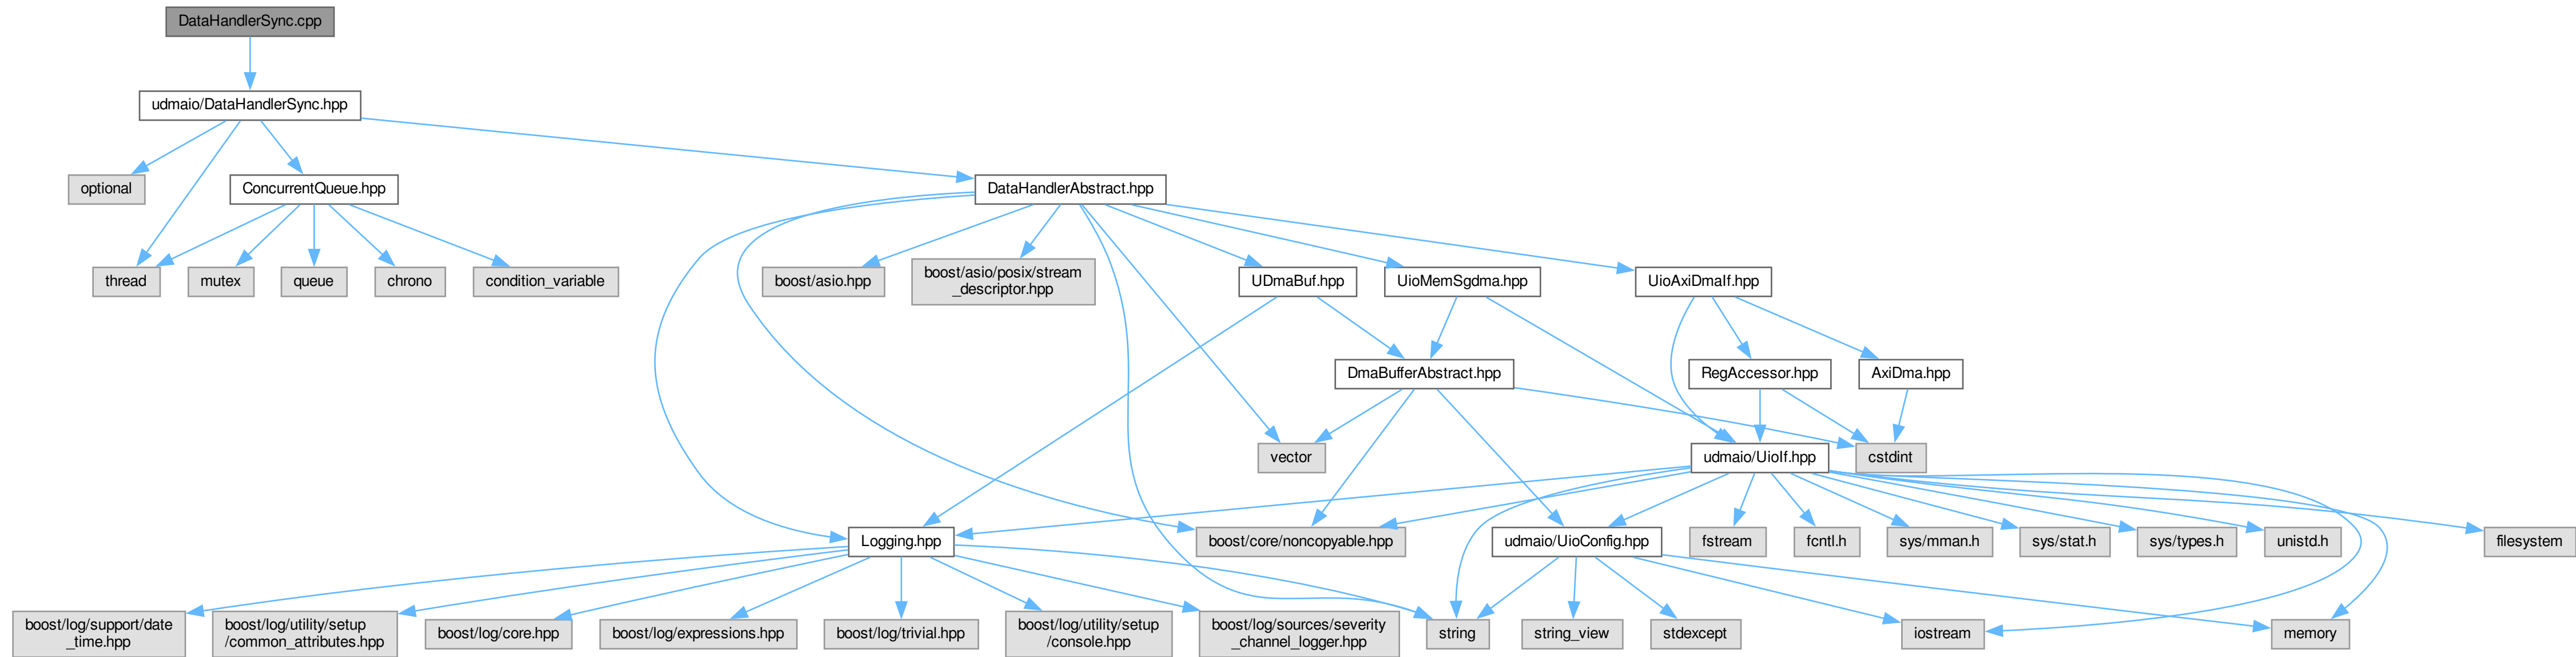 DataHandlerSync.cpp
udmaio/DataHandlerSync.hpp
optional
ConcurrentQueue.hpp
DataHandlerAbstract.hpp
thread
mutex
queue
chrono
condition_variable
boost/asio.hpp
boost/asio/posix/stream
_descriptor.hpp
UDmaBuf.hpp
UioMemSgdma.hpp
UioAxiDmaIf.hpp
DmaBufferAbstract.hpp
RegAccessor.hpp
AxiDma.hpp
vector
udmaio/UioIf.hpp
cstdint
Logging.hpp
boost/core/noncopyable.hpp
udmaio/UioConfig.hpp
fstream
fcntl.h
sys/mman.h
sys/stat.h
sys/types.h
unistd.h
filesystem
boost/log/support/date
_time.hpp
boost/log/utility/setup
/common_attributes.hpp
boost/log/core.hpp
boost/log/expressions.hpp
boost/log/trivial.hpp
boost/log/utility/setup
/console.hpp
boost/log/sources/severity
_channel_logger.hpp
string
string_view
stdexcept
iostream
memory